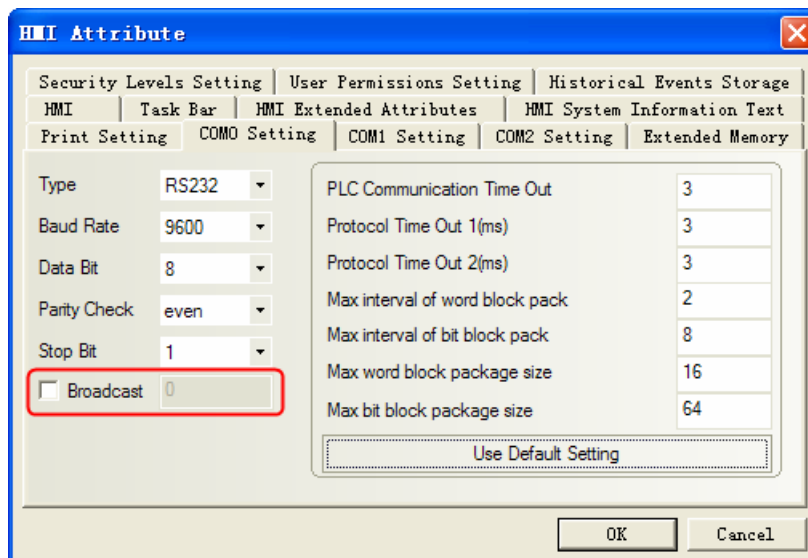 HMI Attribute
Security Levels Setting User Permissions Setting Historical Events Storage
HMI Task Bar HMI Extended Attributes HMI System Information Text
Print Setting COM0 Setting COM1 Setting COM2 Setting Extended Memory
Type RS232
Baud Rate 9600
Data Bit 8
Parity Check even
Stop Bit 1
Broadcast 0
PLC Communication Time Out 3
Protocol Time Out 1(ms) 3
Protocol Time Out 2(ms) 3
Max interval of word block pack 2
Max interval of bit block pack 8
Max word block package size 16
Max bit block package size 64
Use Default Setting
OK Cancel